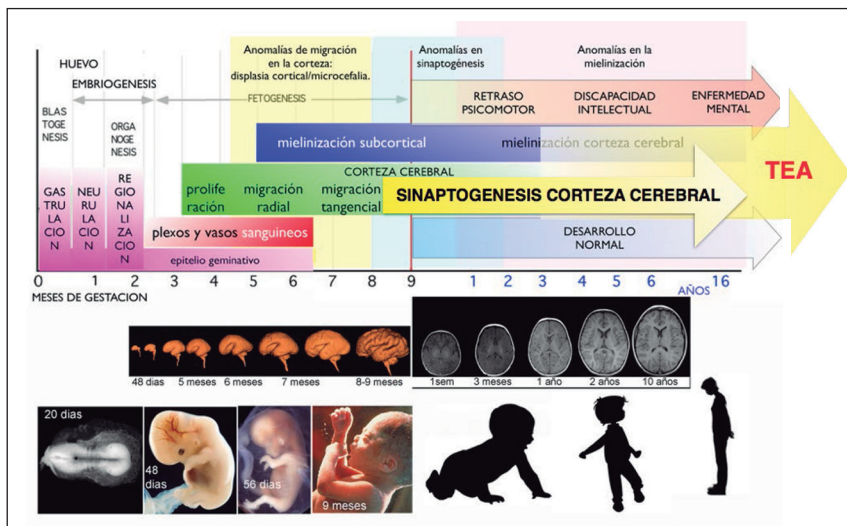 HUEVO
EMBRIOGENESIS
BLAS
TOGE
NESIS
ORGA
NOGE
NESIS
FETOGENESIS
Anomalías de migración
en la corteza:
displasia cortical/microcefalia.
Anomalías en
sinaptogénesis
Anomalías en la
mielinización
RETRASO
PSICOMOTOR
DISCAPACIDAD
INTELECTUAL
ENFERMEDAD
MENTAL
mielinización subcortical
mielinización corteza cerebral
TEA
CORTEZA CEREBRAL
prolife
ración
migración
radial
migración
tangencial
SINAPTOGENESIS CORTEZA CEREBRAL
GAS
TRU
LA
CIO
N
NEU
RU
LA
CIO
N
RE
GIO
NA
LI
ZA
CION
plexos y vasos sanguineos
epitelio geminativo
DESARROLLO
NORMAL
0 1 2 3 4 5 6 7 8 9 1 2 3 4 5 6 16
MESES DE GESTACION
AÑOS
48 dias 5 meses 6 meses 7 meses 8-9 meses
1sem 3 meses 1 año 2 años 10 años
20 dias
48
dias
56 dias
9 meses